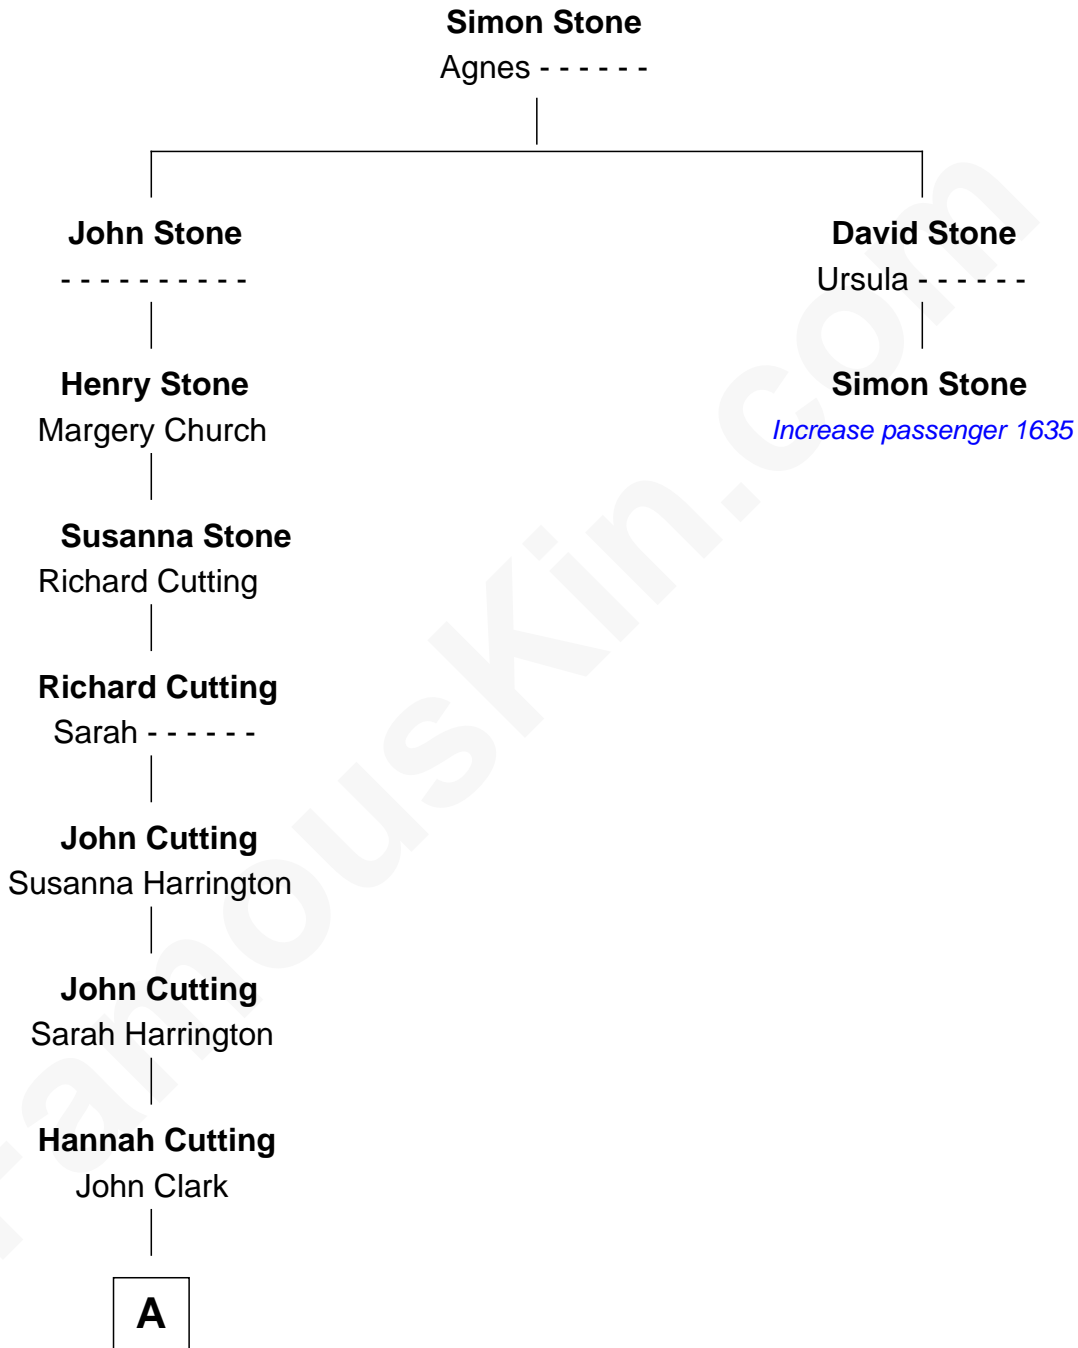 Simon Stone
Agnes - - - - - -
John Stone
David Stone
- - - - - - - - - -
Ursula - - - - - -
Henry Stone
Simon Stone
Margery Church
Increase passenger 1635
Susanna Stone
Richard Cutting
Richard Cutting
Sarah - - - - - -
John Cutting
Susanna Harrington
John Cutting
Sarah Harrington
Hannah Cutting
John Clark
A
FamousKin.com